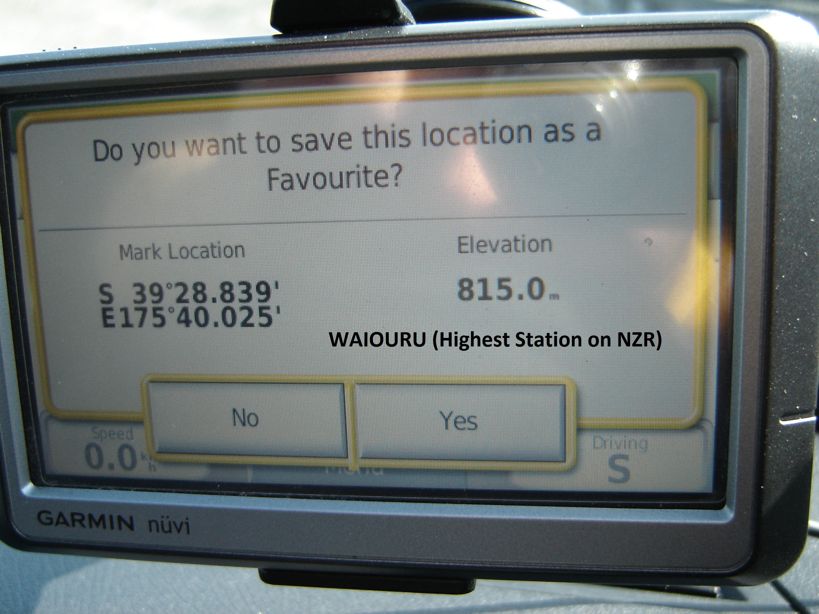 Do you want to save this location as a
Favourite?
Mark Location
Elevation
S 39°28.839'
E175°40.025'
815.0m
WAIOURU (Highest Station on NZR)
No
Yes
Speed
0.0 k/h
Menu
Driving
S
GARMIN nüvi